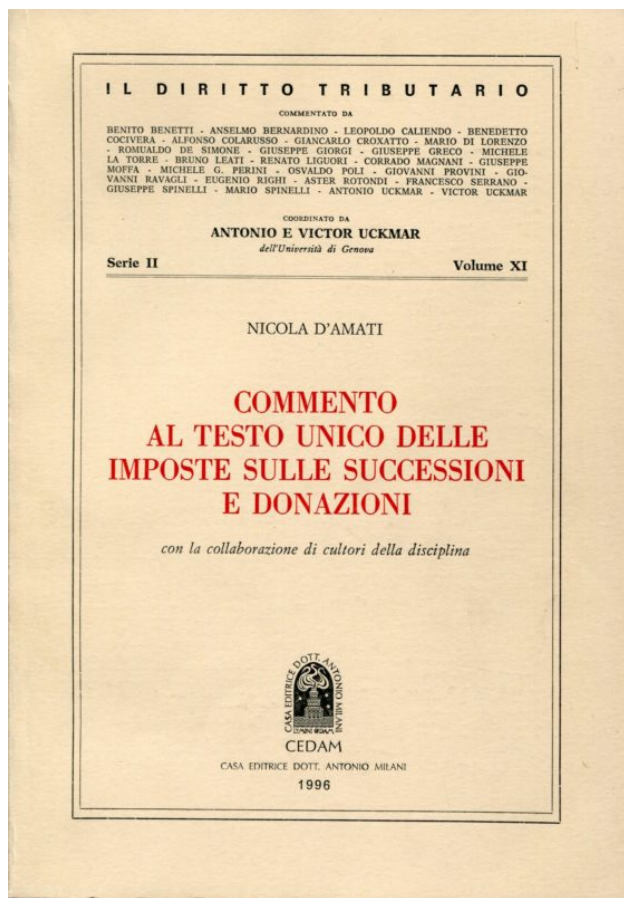 IL DIRITTO TRIBUTARIO
COMMENTATO DA
BENITO BENETTI - ANSELMO BERNARDINO - LEOPOLDO CALIENDO - BENEDETTO
COCIVERA - ALFONSO COLARUSSO - GIANCARLO CROXATTO - MARIO DI LORENZO
- ROMUALDO DE SIMONE - GIUSEPPE GIORGI - GIUSEPPE GRECO - MICHELE
LA TORRE - BRUNO LEATI - RENATO LIGUORI - CORRADO MAGNANI - GIUSEPPE
MOFFA - MICHELE G. PERINI - OSVALDO POLI - GIOVANNI PROVINI - GIO-
VANNI RAVAGLI - EUGENIO RIGHI - ASTER ROTONDI - FRANCESCO SERRANO -
GIUSEPPE SPINELLI - MARIO SPINELLI - ANTONIO UCKMAR - VICTOR UCKMAR
COORDINATO DA
ANTONIO E VICTOR UCKMAR
dell'Università di Genova
Serie II Volume XI
NICOLA D'AMATI
COMMENTO
AL TESTO UNICO DELLE
IMPOSTE SULLE SUCCESSIONI
E DONAZIONI
con la collaborazione di cultori della disciplina
CASA EDITRICE DOTT. ANTONIO MILANI
CEDAM
CASA EDITRICE DOTT. ANTONIO MILANI
1996